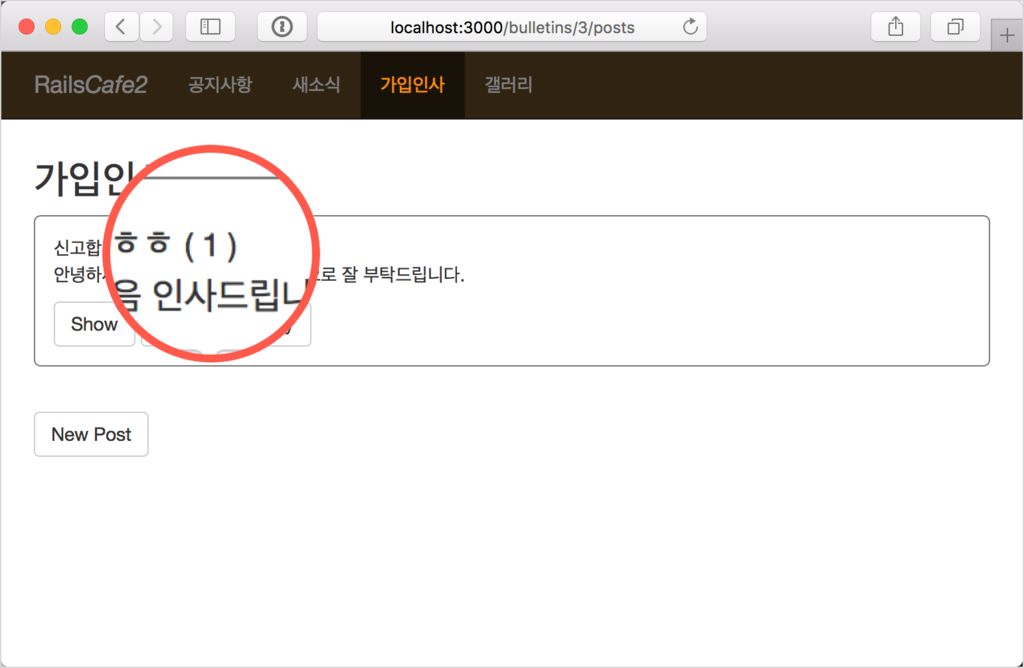 localhost:3000/bulletins/3/posts
RailsCafe2 공지사항 새소식 가입인사 갤러리
가입인
신고합 ㅎㅎ ( 1 )
안녕하 음 인사드립니 로 잘 부탁드립니다.
Show
New Post